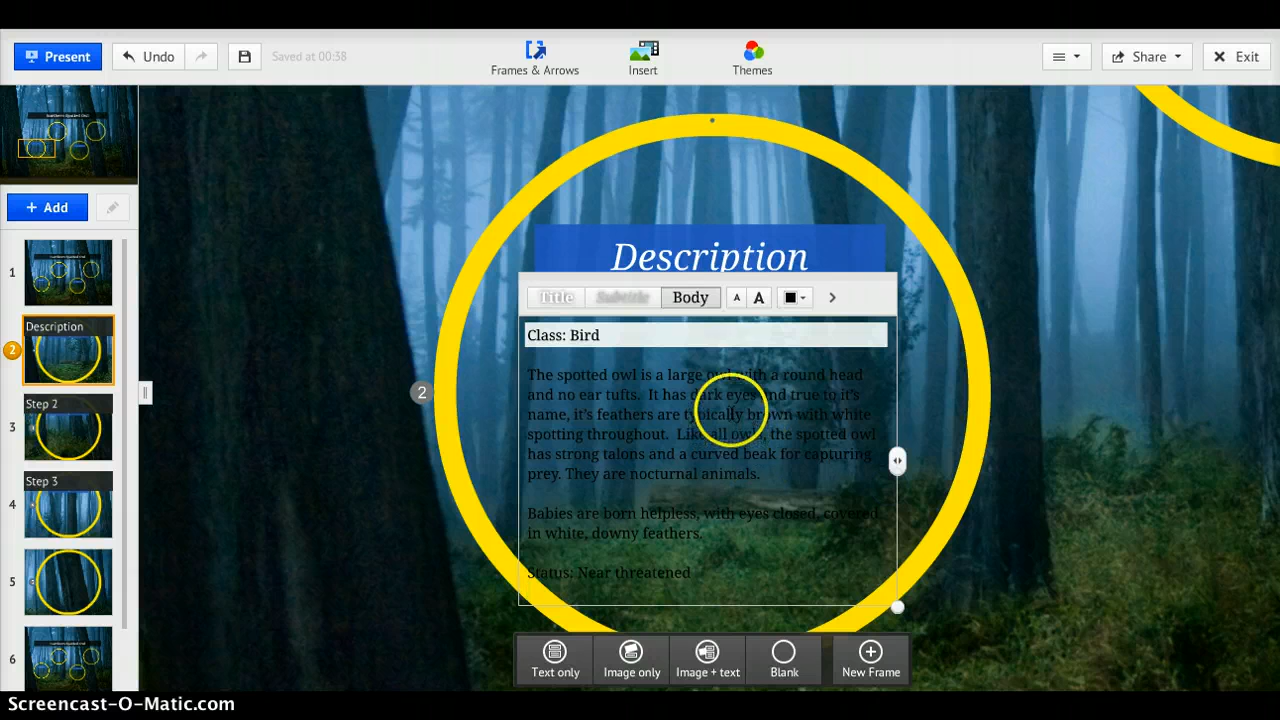 Present
Undo
Saved at 00:38
Frames & Arrows
Insert
Themes
Share
Exit
+ Add
1
Description
2
Step 2
3
Step 3
4
5
6
2
Description
Title
Subtitle
Body
A
A
Class: Bird
The spotted owl is a large owl with a round head
and no ear tufts.  It has dark eyes and true to it's
name, it's feathers are typically brown with white
spotting throughout.  Like all owls, the spotted owl
has strong talons and a curved beak for capturing
prey. They are nocturnal animals.
Babies are born helpless, with eyes closed, covered
in white, downy feathers.
Status: Near threatened
Text only
Image only
Image + text
Blank
New Frame
Screencast-O-Matic.com